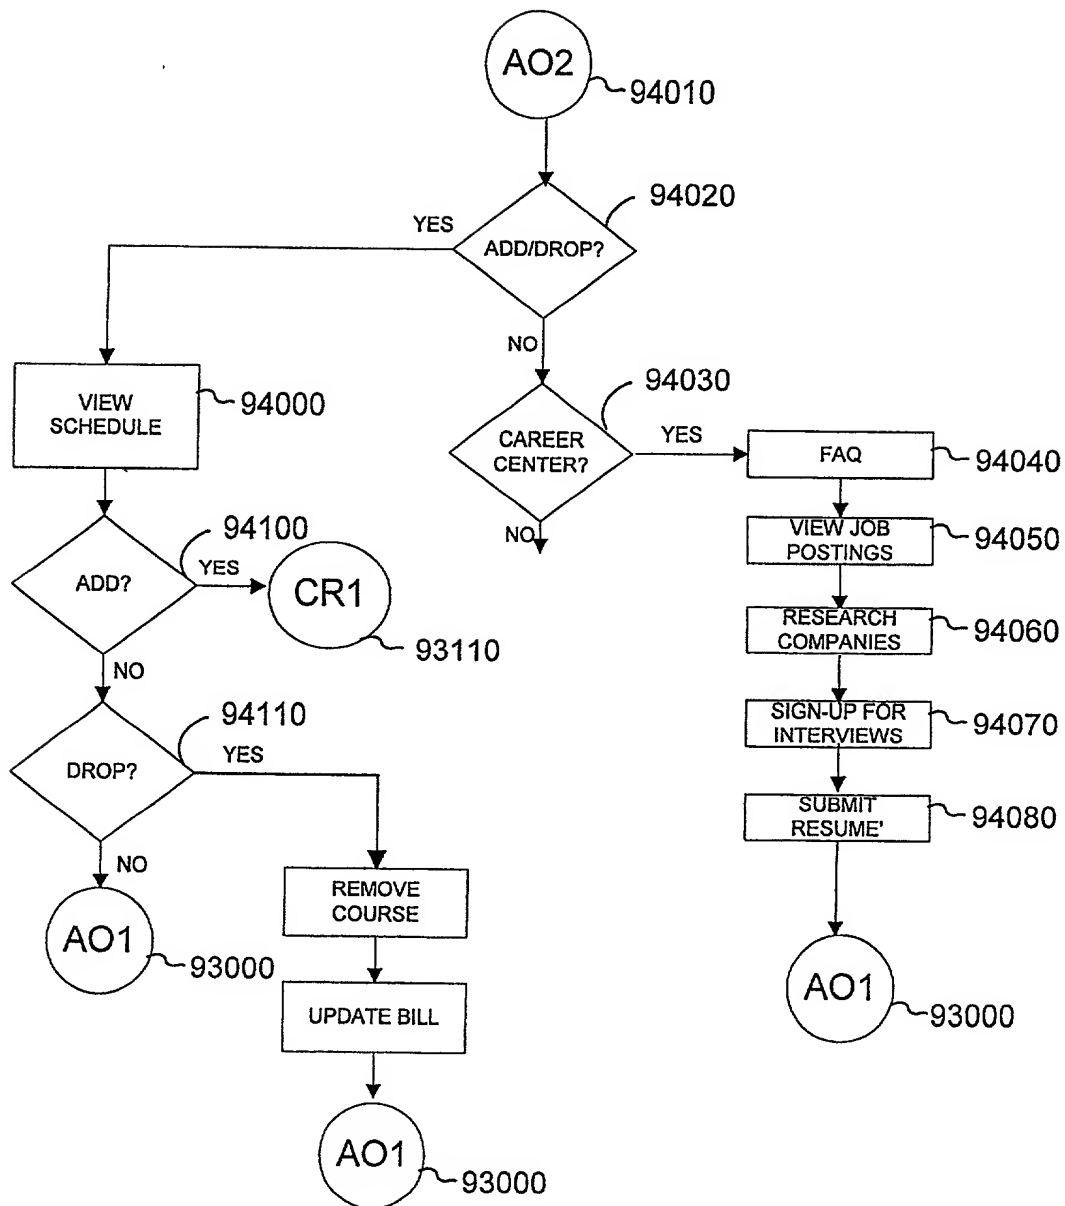 AO2
94010
94020
YES
ADD/DROP?
NO
94030
VIEW
SCHEDULE
94000
CAREER
CENTER?
YES
FAQ
94040
NO
VIEW JOB
POSTINGS
94050
94100
ADD?
YES
CR1
93110
RESEARCH
COMPANIES
94060
NO
94110
DROP?
YES
SIGN-UP FOR
INTERVIEWS
94070
SUBMIT
RESUME'
94080
NO
REMOVE
COURSE
AO1
93000
AO1
93000
UPDATE BILL
AO1
93000